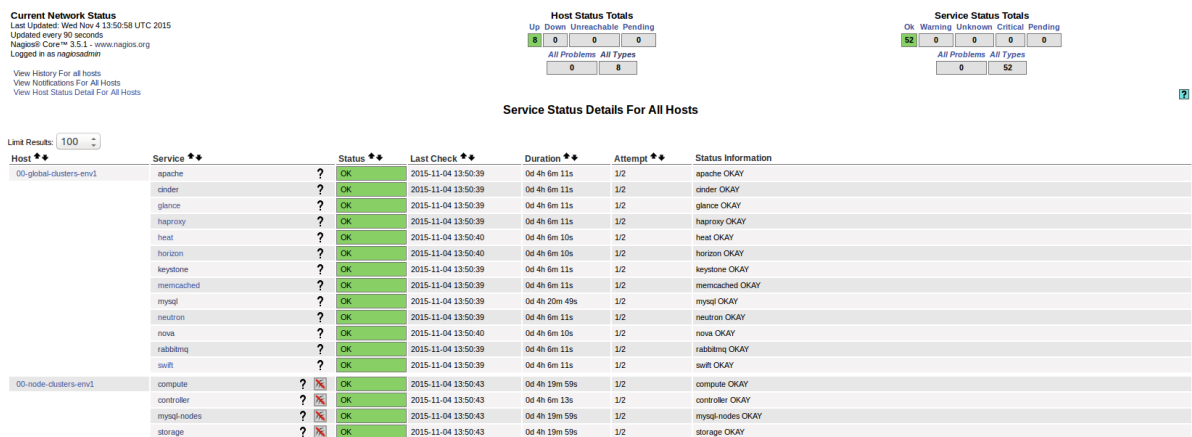 Current Network Status
Last Updated: Wed Nov 4 13:50:58 UTC 2015
Updated every 90 seconds
Nagios® Core™ 3.5.1 - www.nagios.org
Logged in as nagiosadmin
View History For all hosts
View Notifications For All Hosts
View Host Status Detail For All Hosts
Host Status Totals
Up Down Unreachable Pending
8 0 0 0
All Problems All Types
0 8
Service Status Totals
Ok Warning Unknown Critical Pending
52 0 0 0 0
All Problems All Types
0 52
?
Service Status Details For All Hosts
Limit Results: 100
Host Service Status Last Check Duration Attempt Status Information
00-global-clusters-env1 apache ? OK 2015-11-04 13:50:39 0d 4h 6m 11s 1/2 apache OKAY
cinder ? OK 2015-11-04 13:50:39 0d 4h 6m 11s 1/2 cinder OKAY
glance ? OK 2015-11-04 13:50:39 0d 4h 6m 11s 1/2 glance OKAY
haproxy ? OK 2015-11-04 13:50:39 0d 4h 6m 11s 1/2 haproxy OKAY
heat ? OK 2015-11-04 13:50:40 0d 4h 6m 10s 1/2 heat OKAY
horizon ? OK 2015-11-04 13:50:40 0d 4h 6m 10s 1/2 horizon OKAY
keystone ? OK 2015-11-04 13:50:39 0d 4h 6m 11s 1/2 keystone OKAY
memcached ? OK 2015-11-04 13:50:39 0d 4h 6m 11s 1/2 memcached OKAY
mysql ? OK 2015-11-04 13:50:39 0d 4h 20m 49s 1/2 mysql OKAY
neutron ? OK 2015-11-04 13:50:39 0d 4h 6m 11s 1/2 neutron OKAY
nova ? OK 2015-11-04 13:50:40 0d 4h 6m 10s 1/2 nova OKAY
rabbitmq ? OK 2015-11-04 13:50:39 0d 4h 6m 11s 1/2 rabbitmq OKAY
swift ? OK 2015-11-04 13:50:39 0d 4h 6m 11s 1/2 swift OKAY
00-node-clusters-env1 compute ? OK 2015-11-04 13:50:43 0d 4h 19m 59s 1/2 compute OKAY
controller ? OK 2015-11-04 13:50:43 0d 4h 6m 13s 1/2 controller OKAY
mysql-nodes ? OK 2015-11-04 13:50:43 0d 4h 19m 59s 1/2 mysql-nodes OKAY
storage ? OK 2015-11-04 13:50:43 0d 4h 19m 59s 1/2 storage OKAY